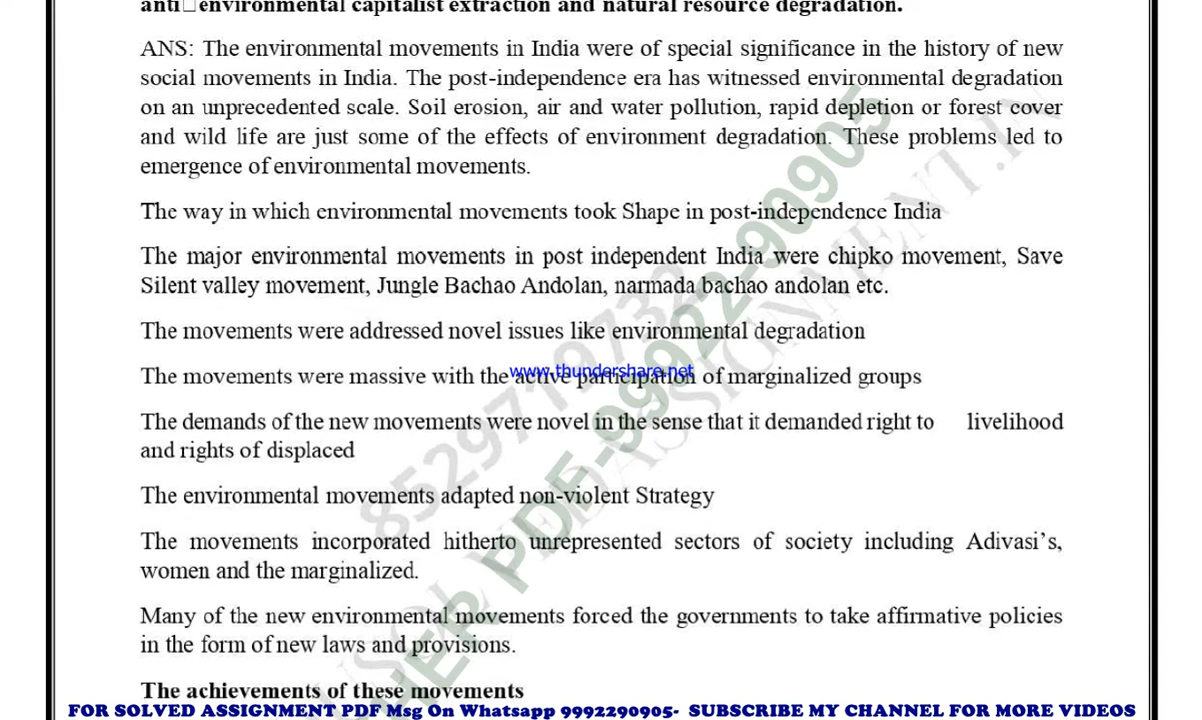 anti□environmental capitalist extraction and natural resource degradation.
ANS: The environmental movements in India were of special significance in the history of new
social movements in India. The post-independence era has witnessed environmental degradation
on an unprecedented scale. Soil erosion, air and water pollution, rapid depletion or forest cover
and wild life are just some of the effects of environment degradation. These problems led to
emergence of environmental movements.
The way in which environmental movements took Shape in post-independence India
The major environmental movements in post independent India were chipko movement, Save
Silent valley movement, Jungle Bachao Andolan, narmada bachao andolan etc.
The movements were addressed novel issues like environmental degradation
The movements were massive with the active participation of marginalized groups
www.thundershare.net
The demands of the new movements were novel in the sense that it demanded right to livelihood
and rights of displaced
The environmental movements adapted non-violent Strategy
The movements incorporated hitherto unrepresented sectors of society including Adivasi's,
women and the marginalized.
Many of the new environmental movements forced the governments to take affirmative policies
in the form of new laws and provisions.
The achievements of these movements
8529719732
HER PDF-99922-90905
ASSIGNMENT.IN
FOR SOLVED ASSIGNMENT PDF Msg On Whatsapp 9992290905- SUBSCRIBE MY CHANNEL FOR MORE VIDEOS